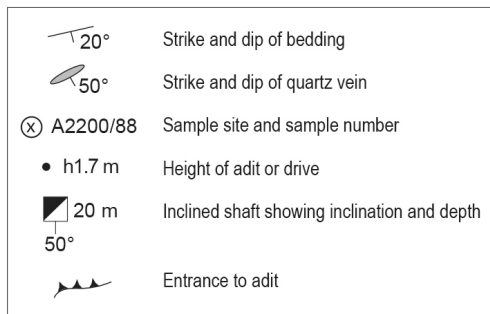 20° Strike and dip of bedding
50° Strike and dip of quartz vein
x A2200/88 Sample site and sample number
h1.7 m Height of adit or drive
20 m Inclined shaft showing inclination and depth
50°
Entrance to adit